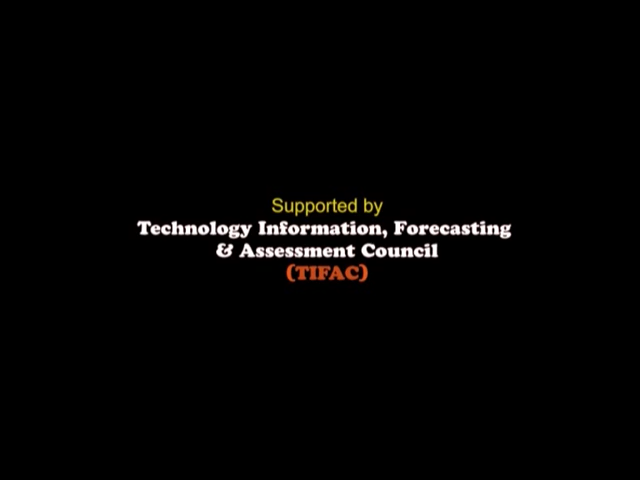 Supported by
Technology Information, Forecasting
& Assessment Council
(TIFAC)